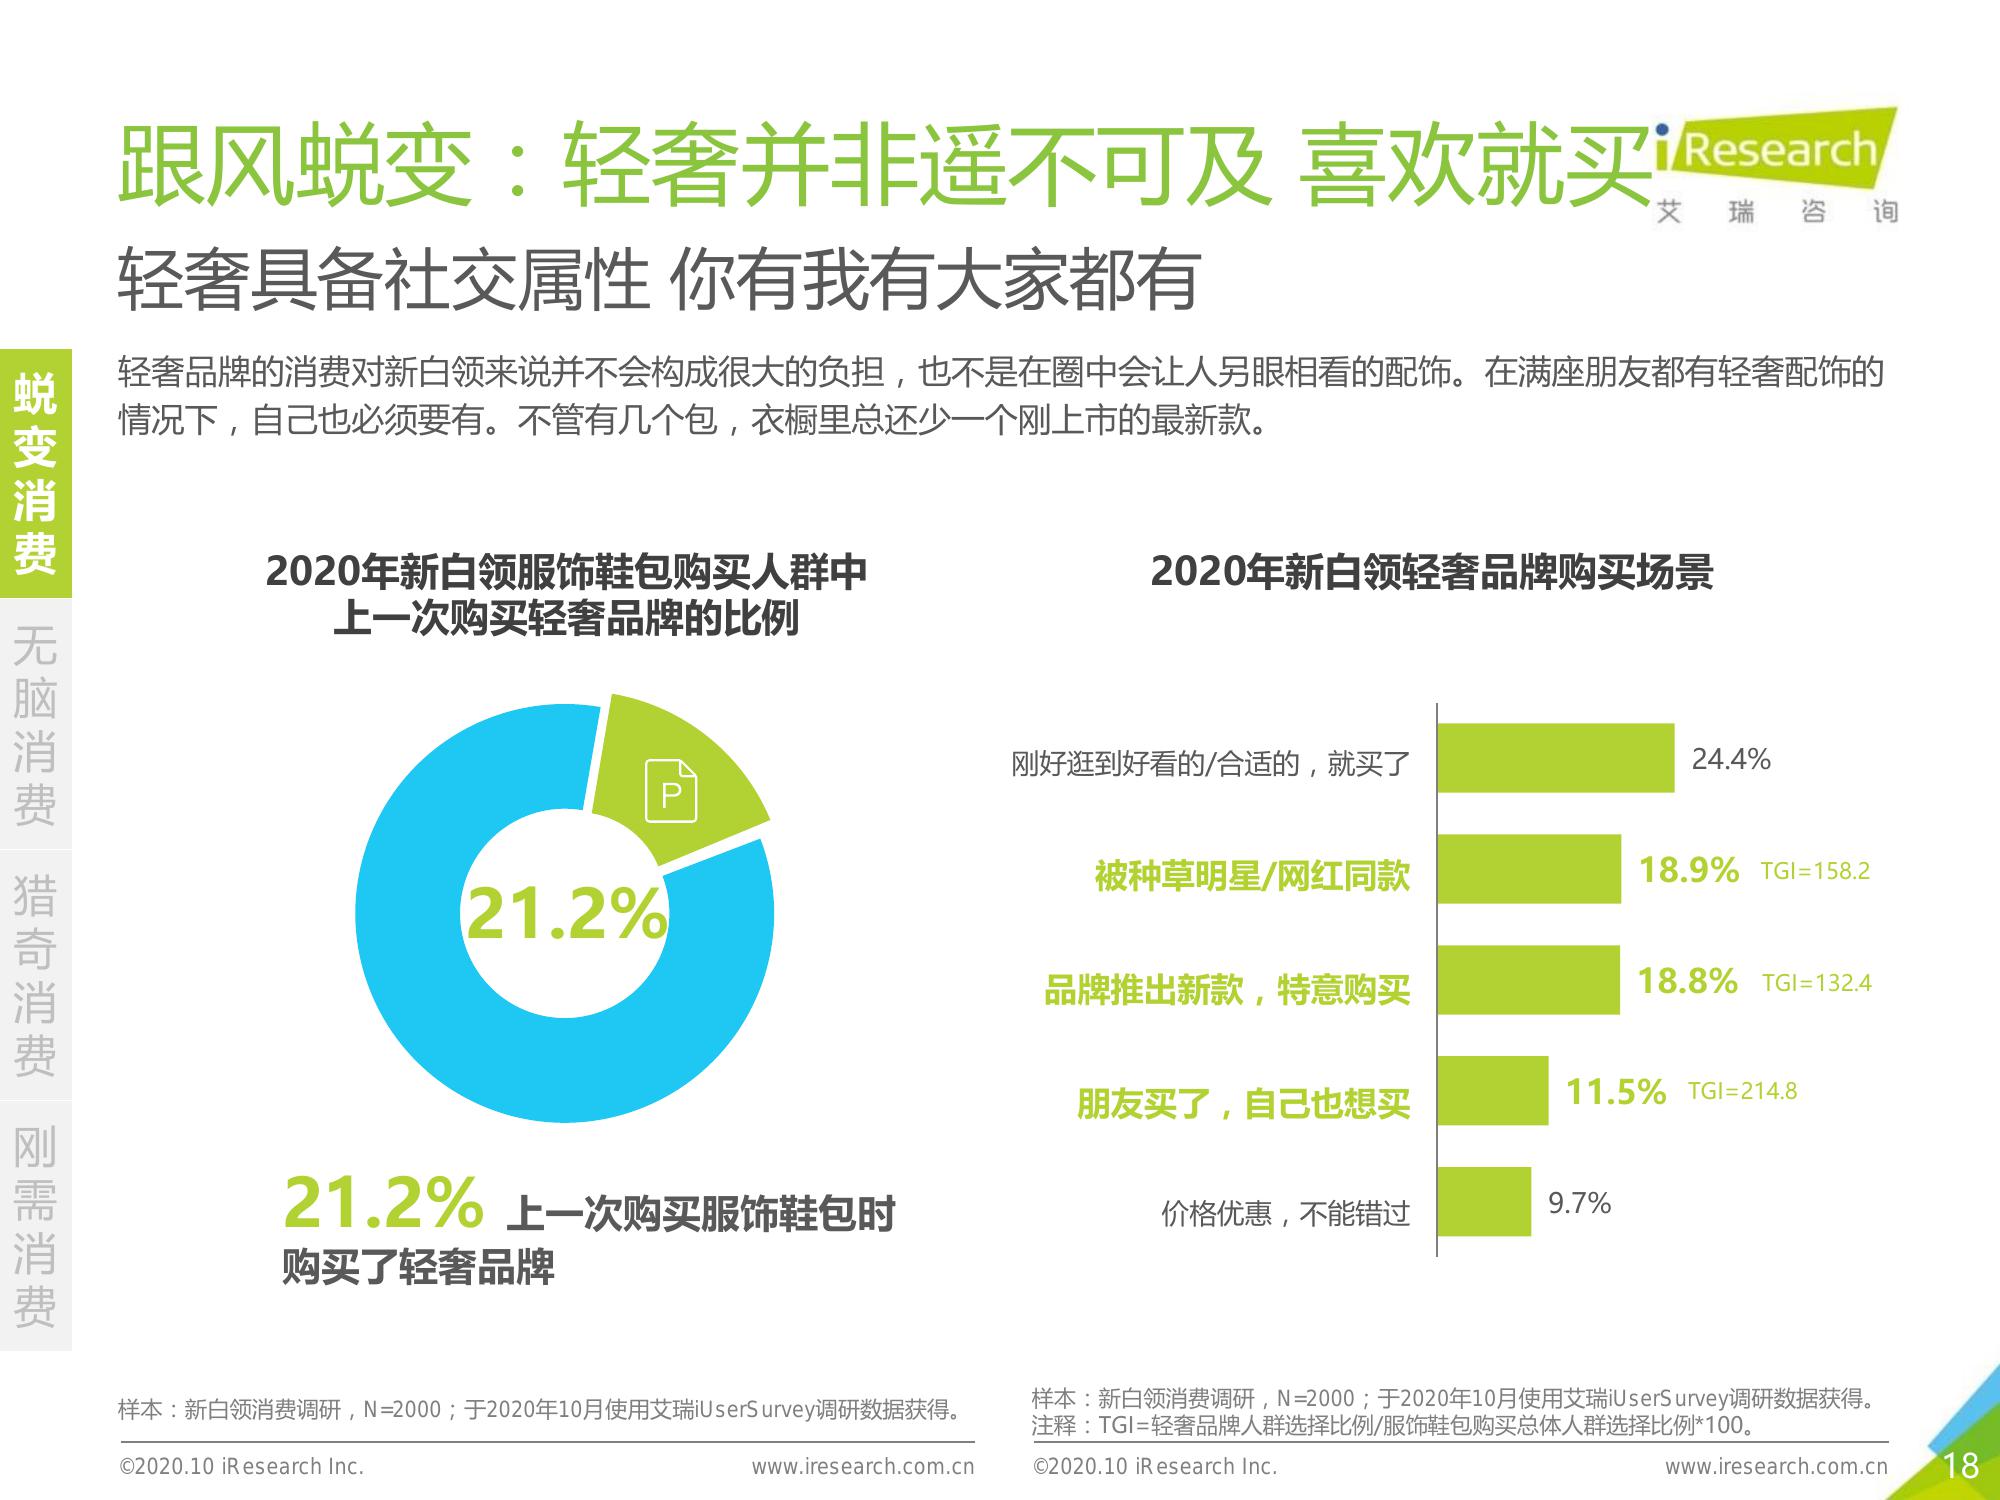 跟风蜕变：轻奢并非遥不可及 喜欢就买
iResearch
艾瑞咨询
轻奢具备社交属性 你有我有大家都有
轻奢品牌的消费对新白领来说并不会构成很大的负担，也不是在圈中会让人另眼相看的配饰。在满座朋友都有轻奢配饰的
情况下，自己也必须要有。不管有几个包，衣橱里总还少一个刚上市的最新款。
蜕变消费
无脑消费
猎奇消费
刚需消费
2020年新白领服饰鞋包购买人群中
上一次购买轻奢品牌的比例
P
21.2%
21.2% 上一次购买服饰鞋包时
购买了轻奢品牌
2020年新白领轻奢品牌购买场景
刚好逛到好看的/合适的，就买了 24.4%
被种草明星/网红同款 18.9% TGI=158.2
品牌推出新款，特意购买 18.8% TGI=132.4
朋友买了，自己也想买 11.5% TGI=214.8
价格优惠，不能错过 9.7%
样本：新白领消费调研，N=2000；于2020年10月使用艾瑞iUserSurvey调研数据获得。
样本：新白领消费调研，N=2000；于2020年10月使用艾瑞iUserSurvey调研数据获得。
注释：TGI=轻奢品牌人群选择比例/服饰鞋包购买总体人群选择比例*100。
©2020.10 iResearch Inc. www.iresearch.com.cn
©2020.10 iResearch Inc. www.iresearch.com.cn
18